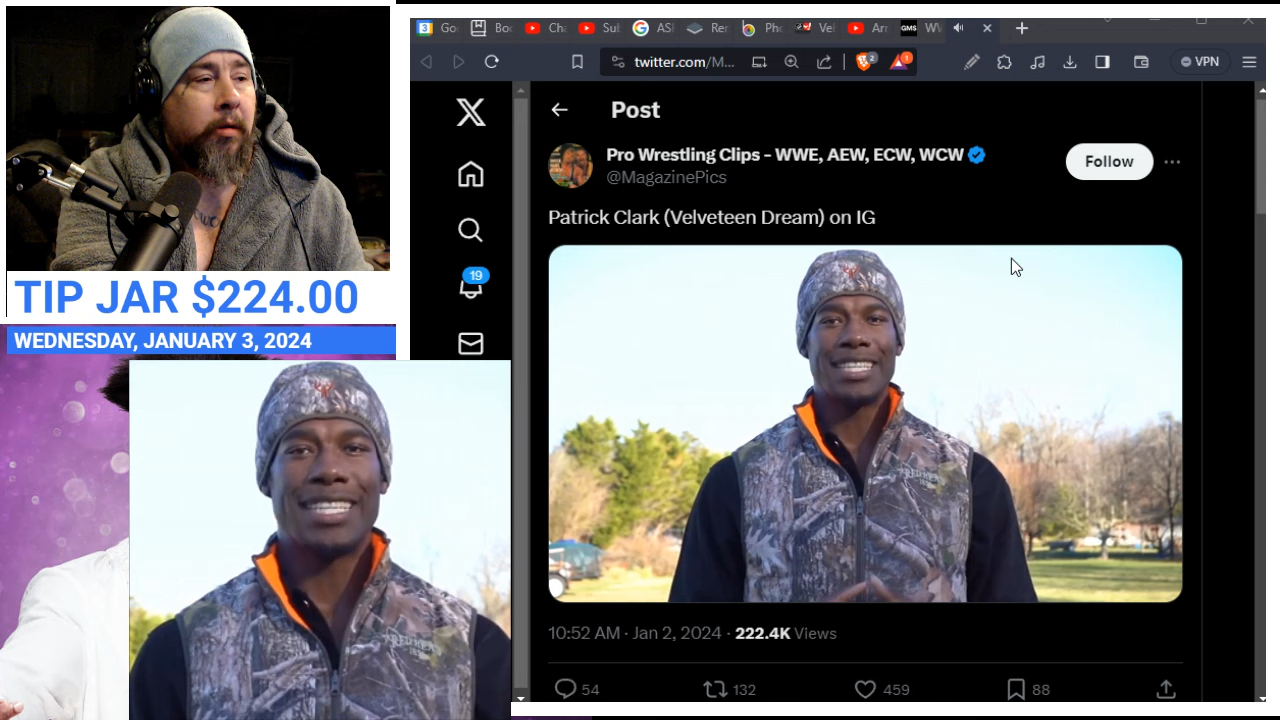 TIP JAR $224.00
WEDNESDAY, JANUARY 3, 2024
twitter.com/M...
2
1
VPN
19
Post
Pro Wrestling Clips - WWE, AEW, ECW, WCW
@MagazinePics
Follow
Patrick Clark (Velveteen Dream) on IG
10:52 AM · Jan 2, 2024 · 222.4K Views
54
132
459
88